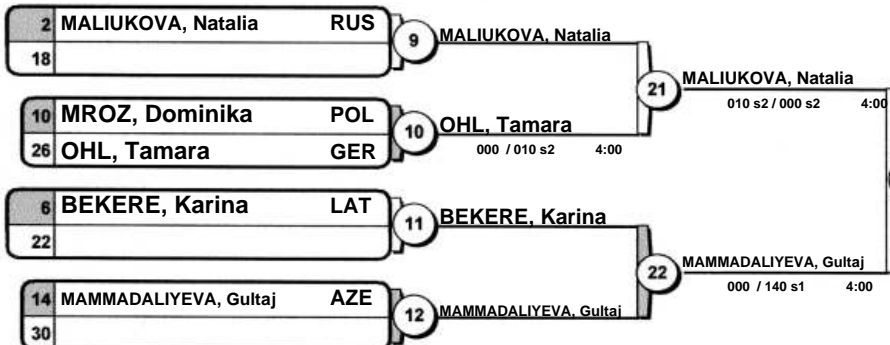 2 MALIUKOVA, Natalia RUS
18
9
MALIUKOVA, Natalia
10 MROZ, Dominika POL
26 OHL, Tamara GER
10
OHL, Tamara
000 / 010 s2 4:00
21
MALIUKOVA, Natalia
010 s2 / 000 s2 4:00
6 BEKERE, Karina LAT
22
11
BEKERE, Karina
14 MAMMADALIYEVA, Gultaj AZE
30
12
MAMMADALIYEVA, Gultaj
22
MAMMADALIYEVA, Gultaj
000 / 140 s1 4:00